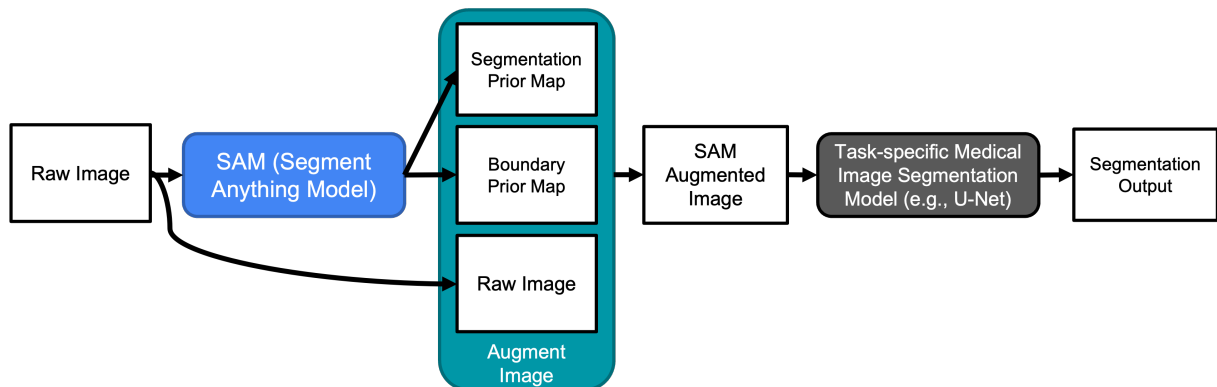 Raw Image
SAM (Segment
Anything Model)
Segmentation
Prior Map
Boundary
Prior Map
Raw Image
Augment
Image
SAM
Augmented
Image
Task-specific Medical
Image Segmentation
Model (e.g., U-Net)
Segmentation
Output